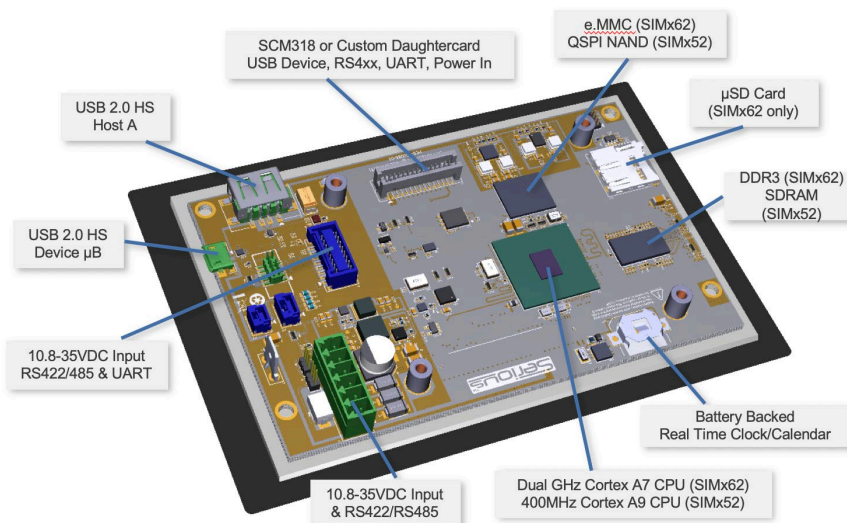 e.MMC (SIMx62)
QSPI NAND (SIMx52)
SCM318 or Custom Daughtercard
USB Device, RS4xx, UART, Power In
µSD Card
(SIMx62 only)
USB 2.0 HS
Host A
DDR3 (SIMx62)
SDRAM
(SIMx52)
USB 2.0 HS
Device µB
10.8-35VDC Input
RS422/485 & UART
Serious
Battery Backed
Real Time Clock/Calendar
Dual GHz Cortex A7 CPU (SIMx62)
400MHz Cortex A9 CPU (SIMx52)
10.8-35VDC Input
& RS422/RS485